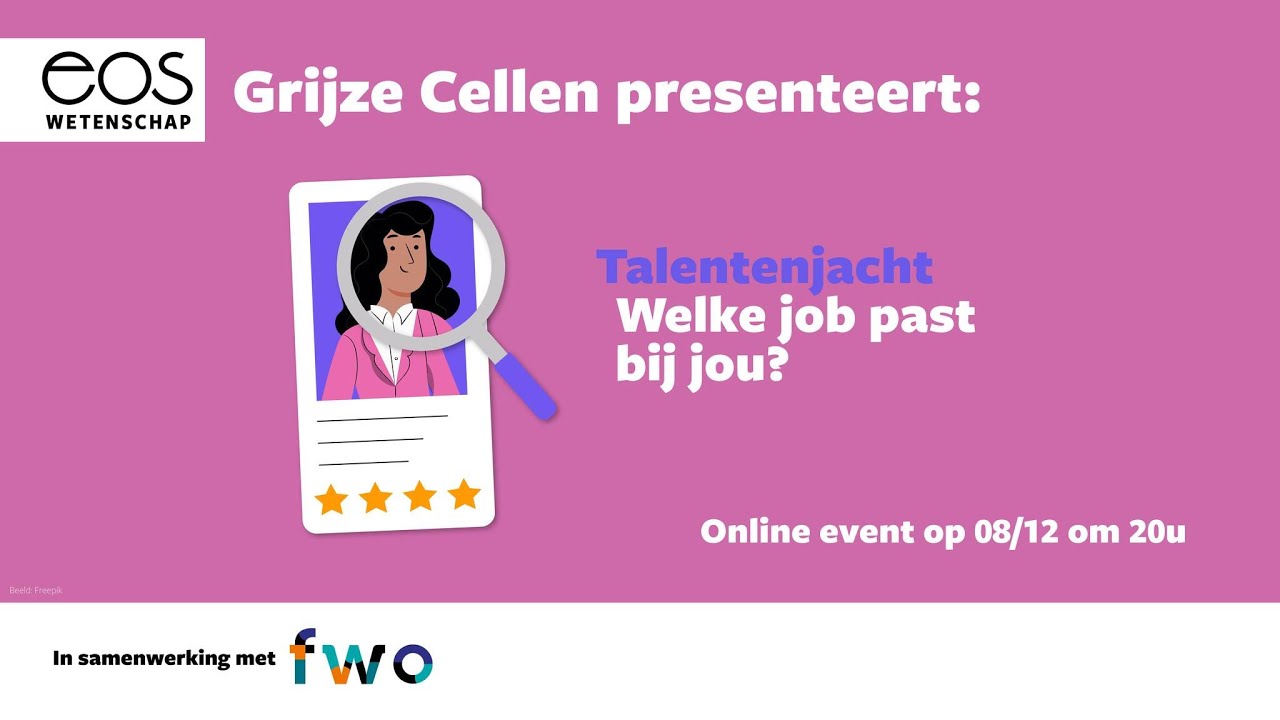 eos
WETENSCHAP
Grijze Cellen presenteert:
Talentenjacht
Welke job past
bij jou?
Online event op 08/12 om 20u
Beeld: Freepik
In samenwerking met fwo